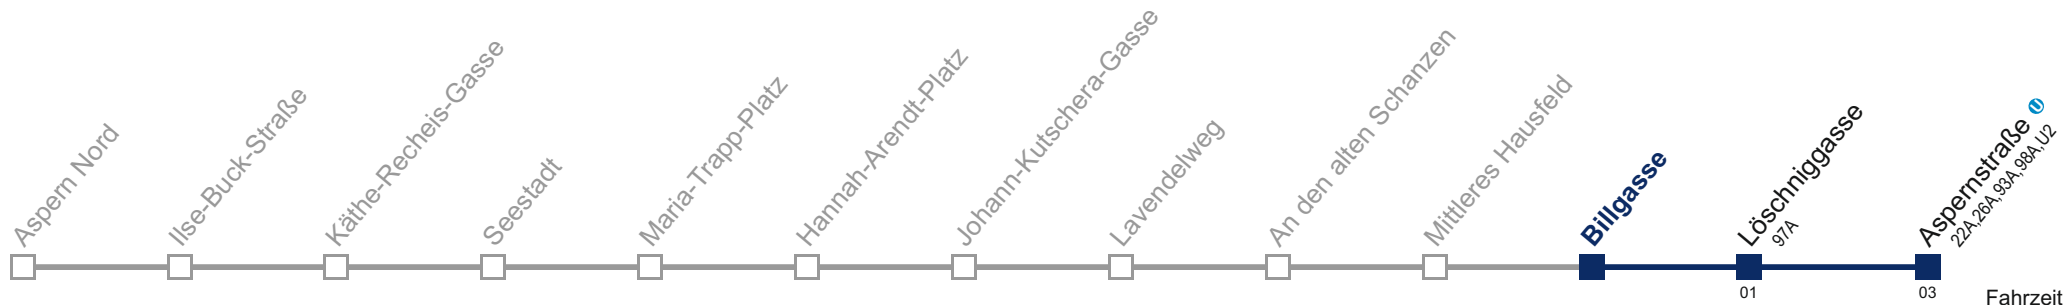 Aspern Nord
Ilse-Buck-Straße
Käthe-Recheis-Gasse
Seestadt
Maria-Trapp-Platz
Hannah-Arendt-Platz
Johann-Kutschera-Gasse
Lavendelweg
An den alten Schanzen
Mittleres Hausfeld
Billgasse
Löschniggasse
97A
Aspernstraße U
22A,26A,93A,98A,U2
01
03
Fahrzeit